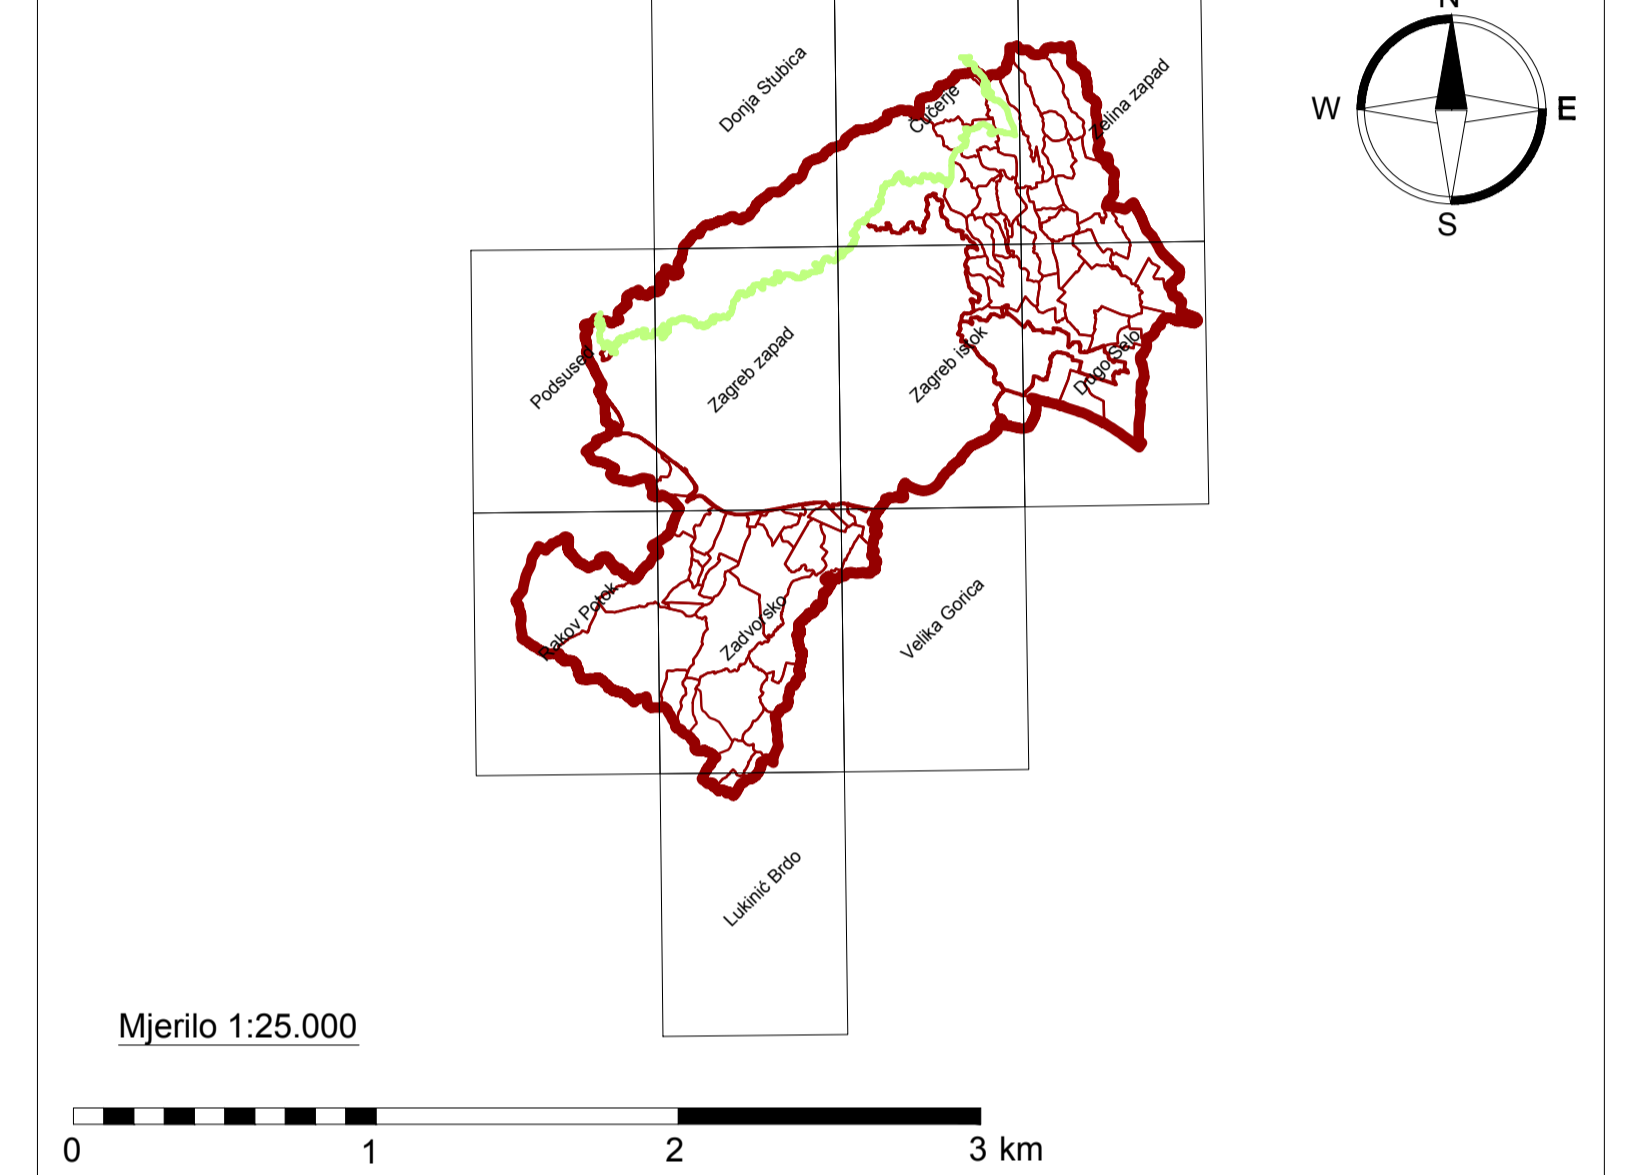 N
Donja Stubica
Čučerje
Zelina zapad
W
E
S
Podsused
Zagreb zapad
Zagreb istok
Dugo Selo
Rakov Potok
Zadvorsko
Velika Gorica
Lukinić Brdo
Mjerilo 1:25.000
0 1 2 3 km